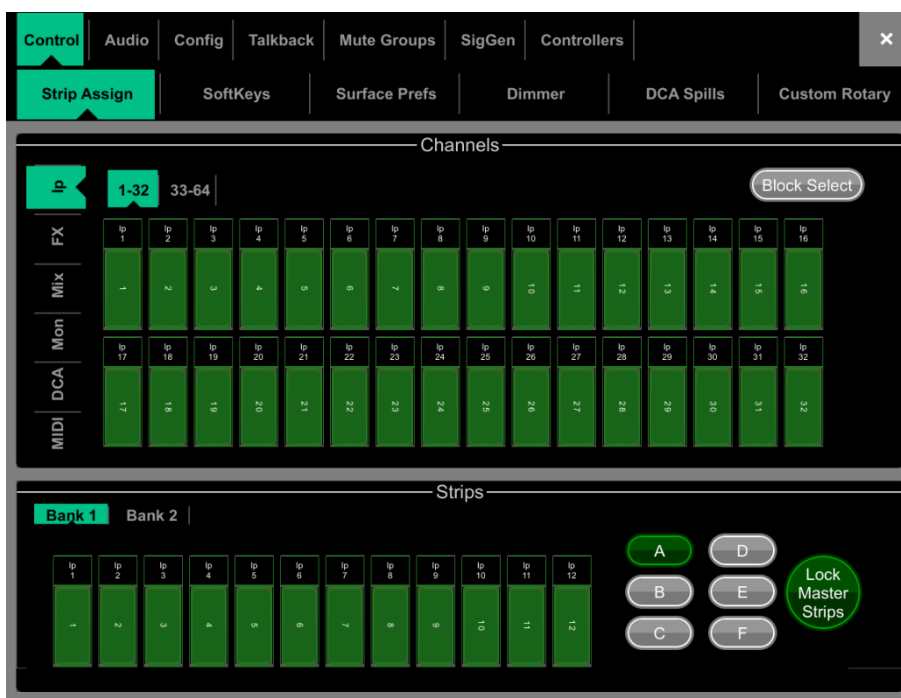 Control Audio Config Talkback Mute Groups SigGen Controllers ×
Strip Assign SoftKeys Surface Prefs Dimmer DCA Spills Custom Rotary
Channels
Ip 1-32 33-64 Block Select
FX
Mix
Mon
DCA
MIDI
Ip Ip Ip Ip Ip Ip Ip Ip Ip Ip Ip Ip Ip Ip Ip Ip
1 2 3 4 5 6 7 8 9 10 11 12 13 14 15 16
1 2 3 4 5 6 7 8 9 10 11 12 13 14 15 16
Ip Ip Ip Ip Ip Ip Ip Ip Ip Ip Ip Ip Ip Ip Ip Ip
17 18 19 20 21 22 23 24 25 26 27 28 29 30 31 32
17 18 19 20 21 22 23 24 25 26 27 28 29 30 31 32
Strips
Bank 1 Bank 2
Ip Ip Ip Ip Ip Ip Ip Ip Ip Ip Ip Ip
1 2 3 4 5 6 7 8 9 10 11 12
1 2 3 4 5 6 7 8 9 10 11 12
A D
B E
C F
Lock
Master
Strips